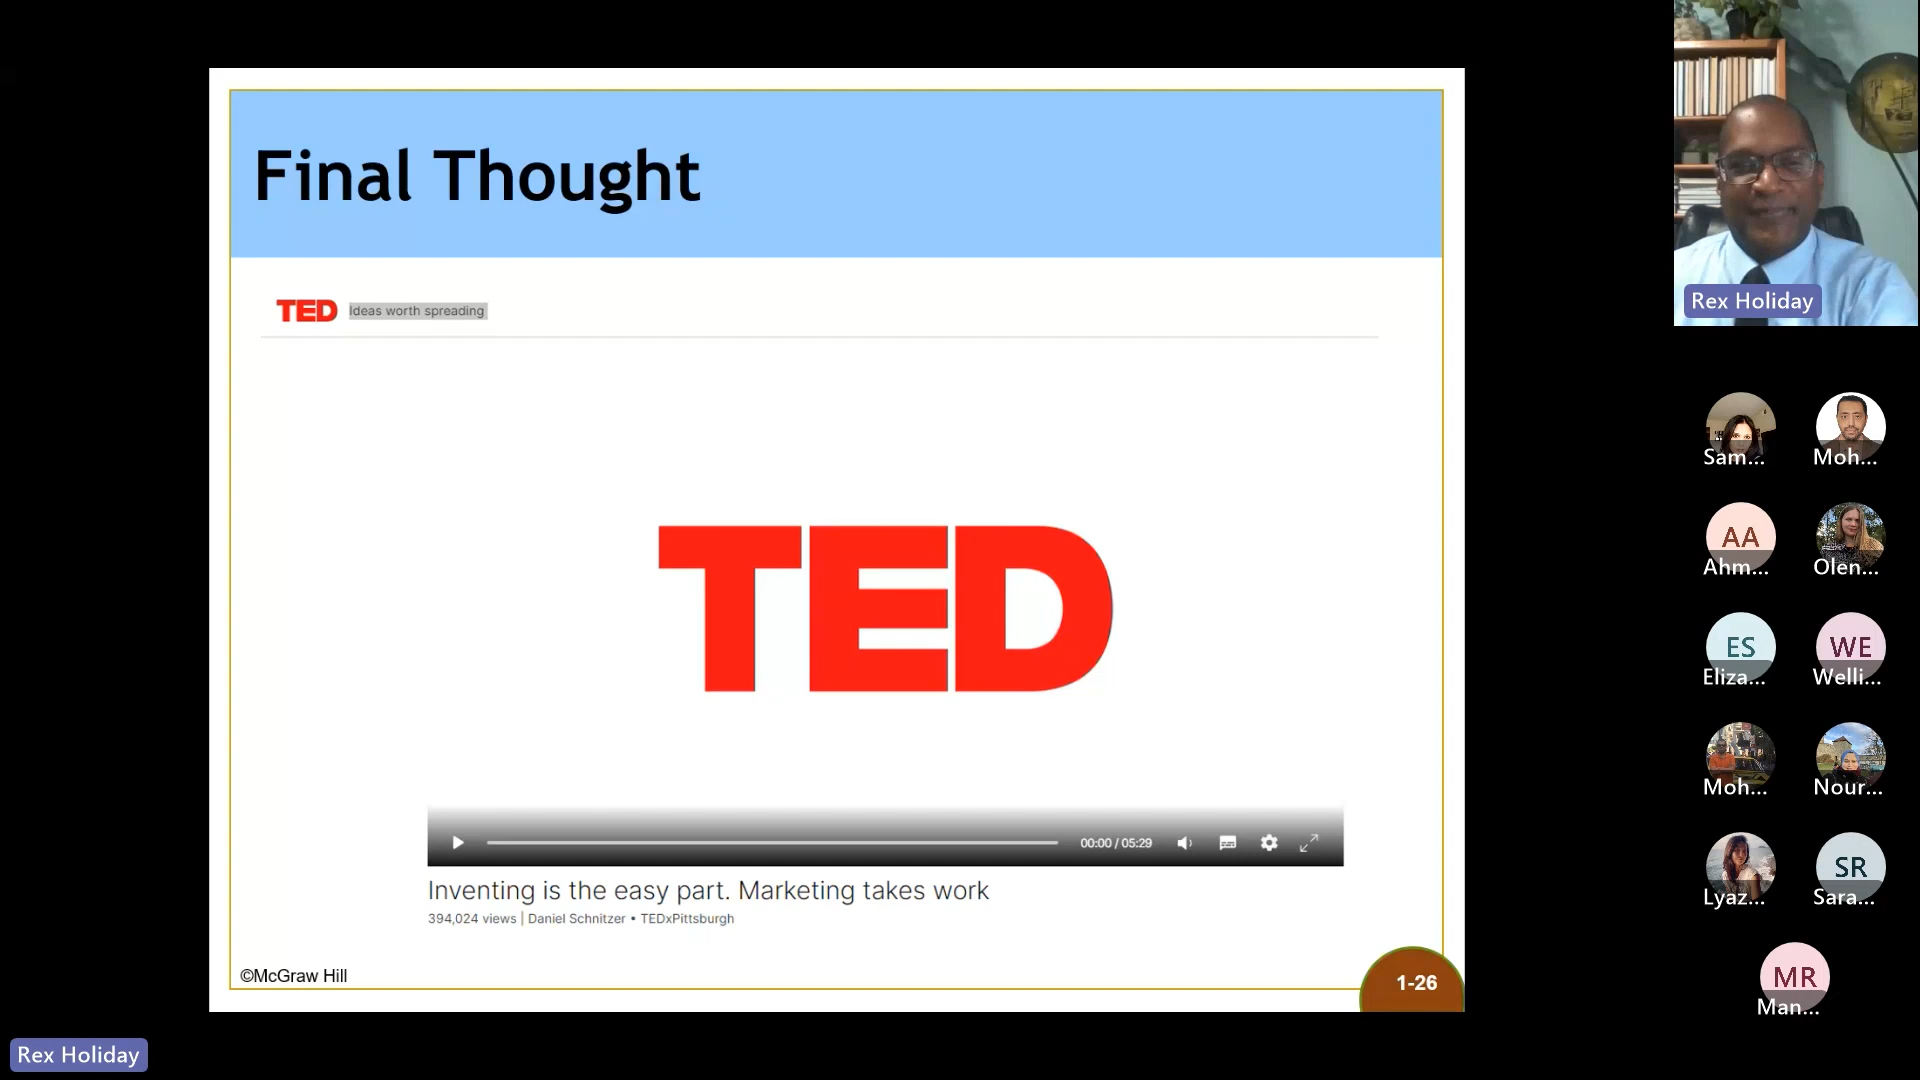 Final Thought
TED Ideas worth spreading
TED
00:00 / 05:29
Inventing is the easy part. Marketing takes work
394,024 views | Daniel Schnitzer • TEDxPittsburgh
©McGraw Hill
1-26
Rex Holiday
Rex Holiday
Sam...
Moh...
AA
Ahm...
Olen...
ES
Eliza...
WE
Welli...
Moh...
Nour...
Lyaz...
SR
Sara...
MR
Man...